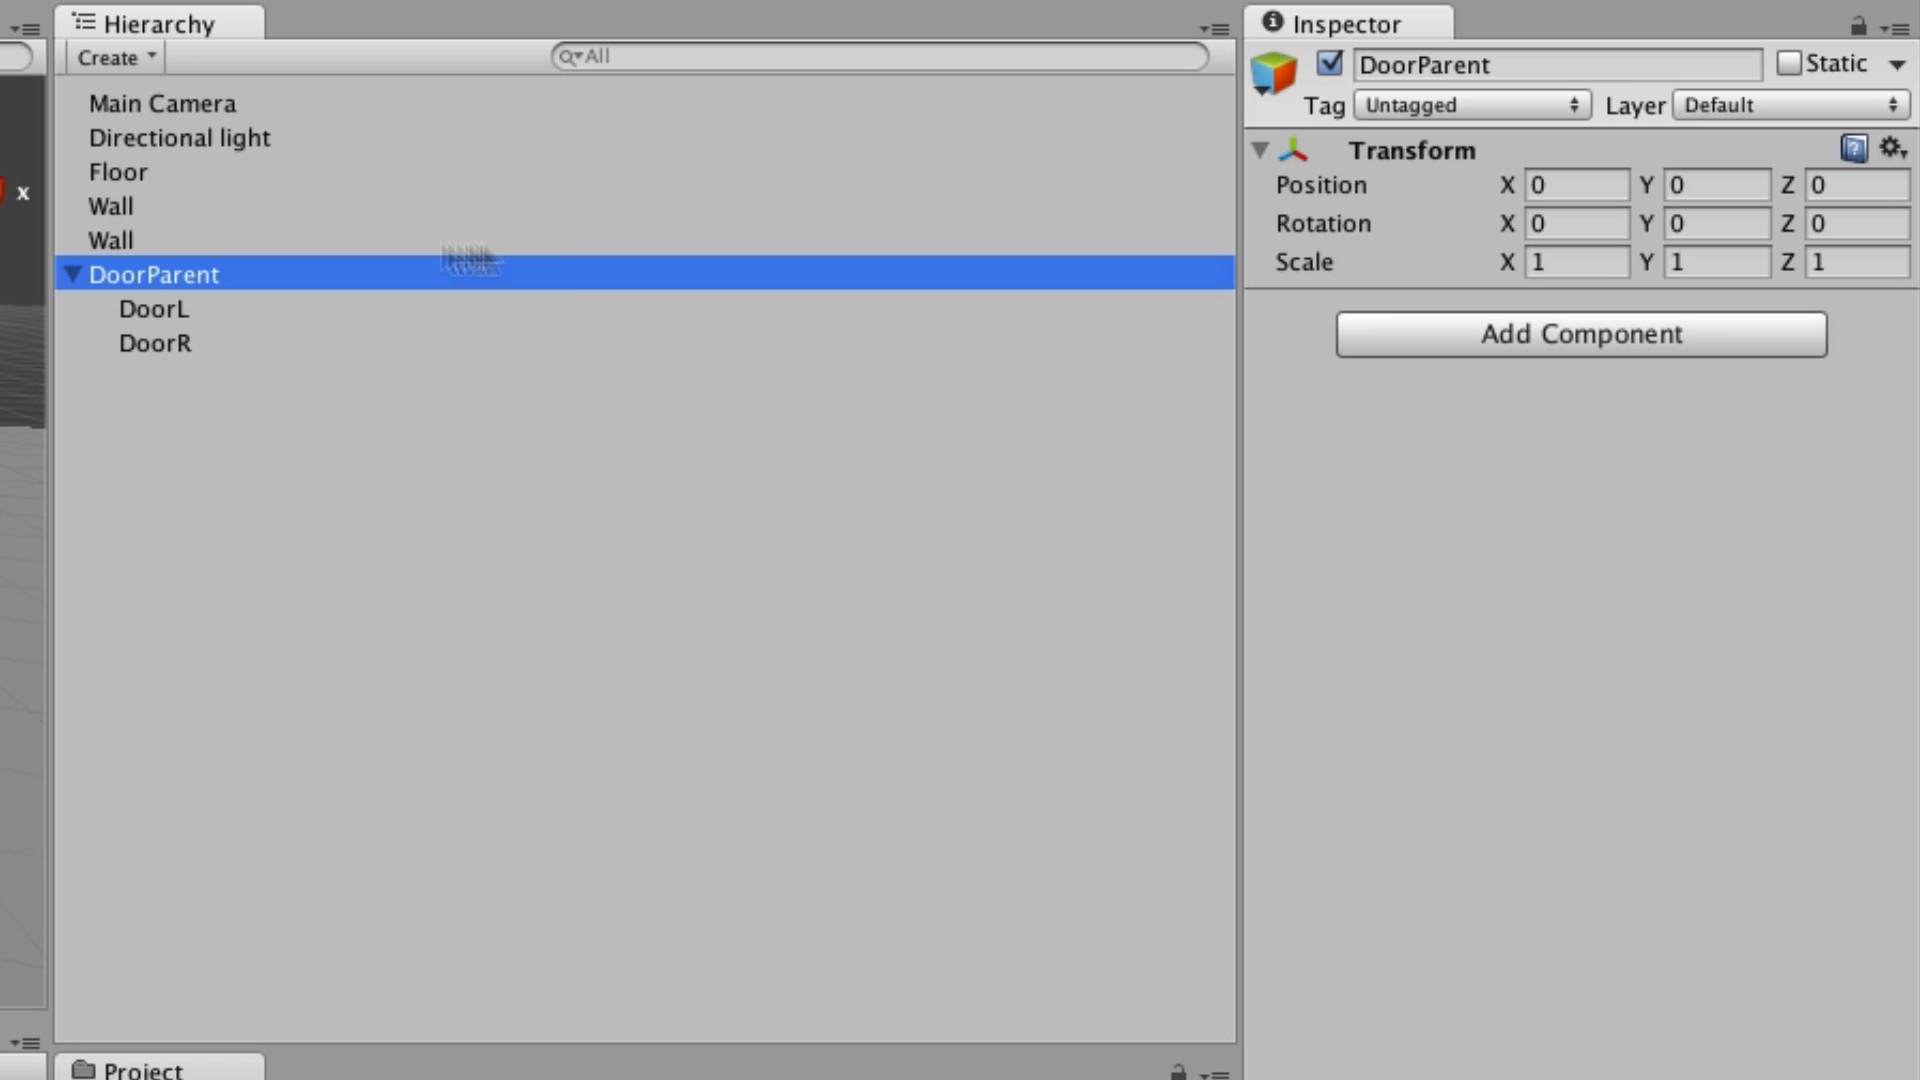 Hierarchy
Create
All
Main Camera
Directional light
Floor
Wall
Wall
DoorParent
DoorL
DoorR
Project
x
Inspector
DoorParent
Static
Tag Untagged Layer Default
Transform
Position X 0 Y 0 Z 0
Rotation X 0 Y 0 Z 0
Scale X 1 Y 1 Z 1
Add Component